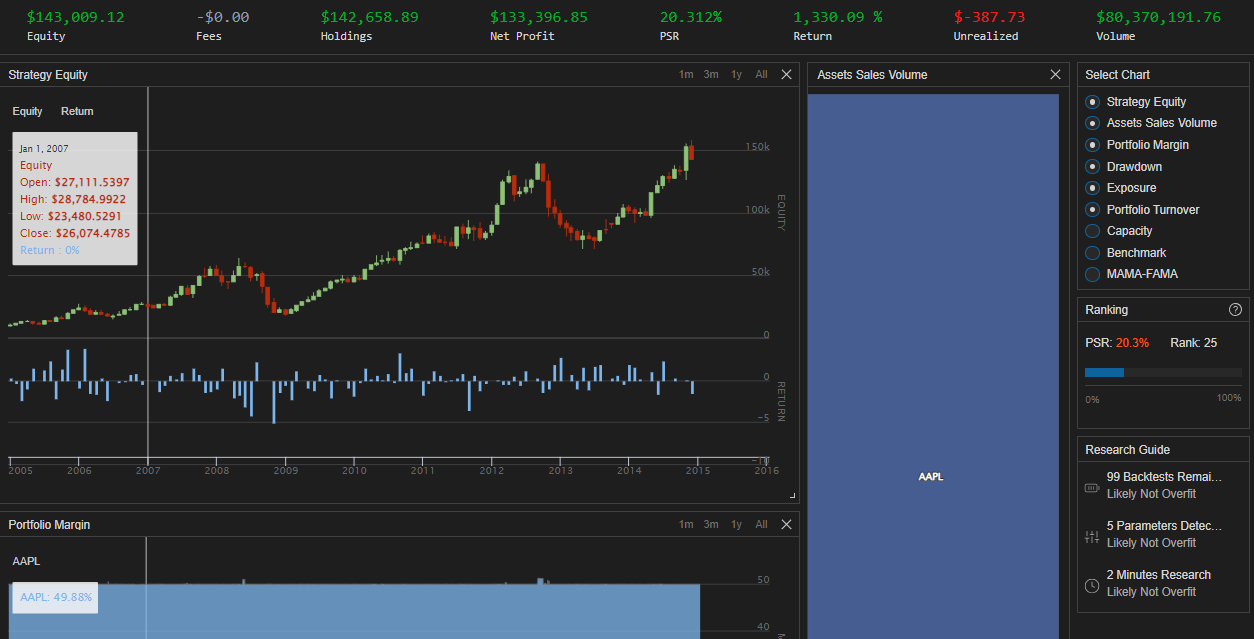 $143,009.12 -$0.00 $142,658.89 $133,396.85 20.312% 1,330.09 % $-387.73 $80,370,191.76
Equity Fees Holdings Net Profit PSR Return Unrealized Volume
Strategy Equity 1m 3m 1y All
Equity Return
Jan 1, 2007
Equity
Open: $27,111.5397
High: $28,784.9922
Low: $23,480.5291
Close: $26,074.4785
Return : 0%
150k
100k
50k
0
EQUITY
0
−5
RETURN
2005 2006 2007 2008 2009 2010 2011 2012 2013 2014 2015 2016
Portfolio Margin 1m 3m 1y All
AAPL
AAPL: 49.88%
50
40
Assets Sales Volume
AAPL
Select Chart
Strategy Equity
Assets Sales Volume
Portfolio Margin
Drawdown
Exposure
Portfolio Turnover
Capacity
Benchmark
MAMA-FAMA
Ranking ?
PSR: 20.3% Rank: 25
0% 100%
Research Guide
99 Backtests Remai...
Likely Not Overfit
5 Parameters Detec...
Likely Not Overfit
2 Minutes Research
Likely Not Overfit